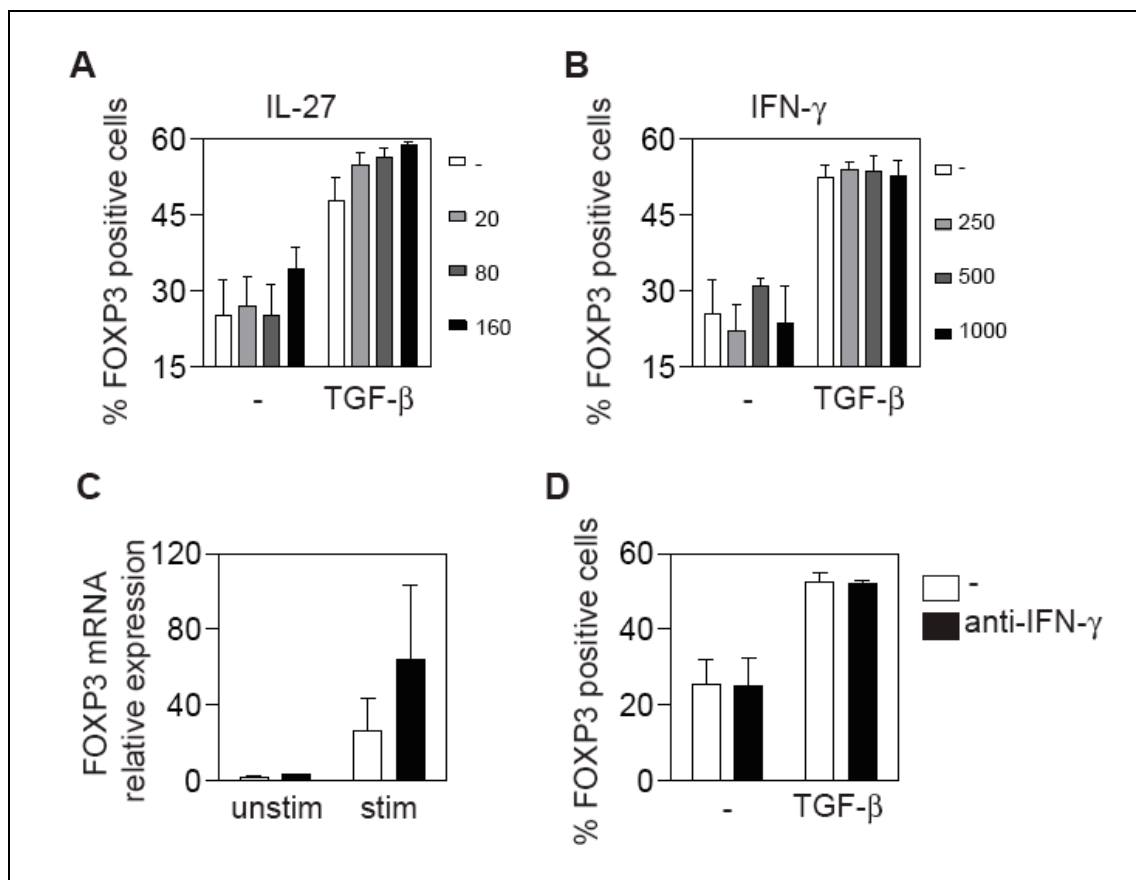 A
IL-27
% FOXP3 positive cells
60
45
30
15
- TGF-β
-
20
80
160
B
IFN-γ
% FOXP3 positive cells
60
45
30
15
- TGF-β
-
250
500
1000
C
FOXP3 mRNA
relative expression
120
80
40
0
unstim stim
D
% FOXP3 positive cells
60
40
20
0
- TGF-β
-
anti-IFN-γ